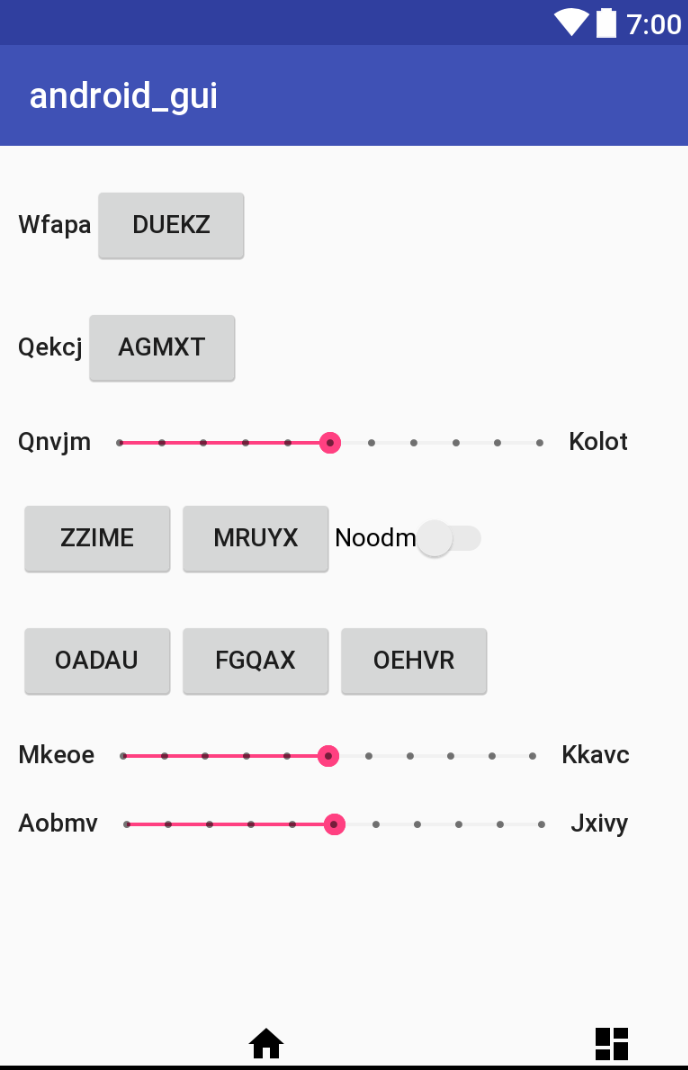 7:00
android_gui
Wfapa DUEKZ
Qekcj AGMXT
Qnvjm Kolot
ZZIME MRUYX Noodm
OADAU FGQAX OEHVR
Mkeoe Kkavc
Aobmv Jxivy